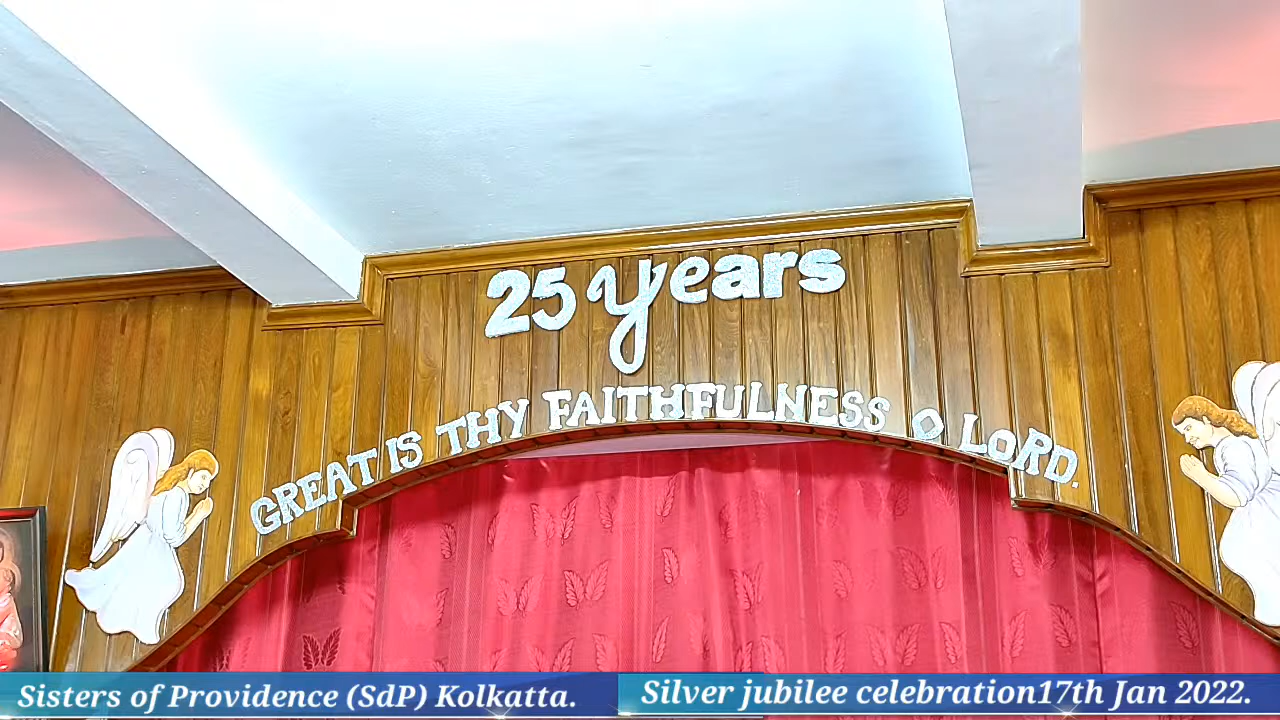 25 years
GREAT IS THY FAITHFULNESS O LORD.
Sisters of Providence (SdP) Kolkatta.
Silver jubilee celebration17th Jan 2022.